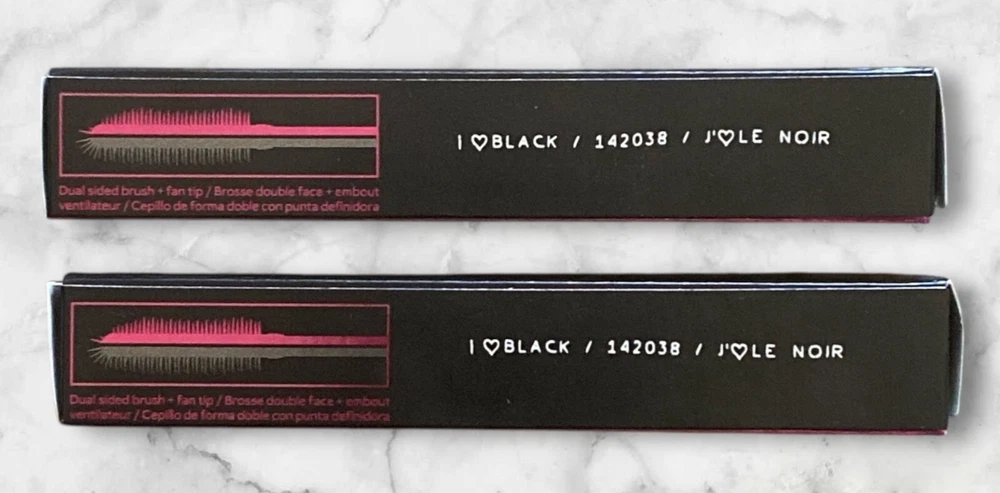 I ♡BLACK / 142038 / J'♡LE NOIR
Dual sided brush + fan tip / Brosse double face + embout
ventilateur / Cepillo de forma doble con punta definidora
I ♡BLACK / 142038 / J'♡LE NOIR
Dual sided brush + fan tip / Brosse double face + embout
ventilateur / Cepillo de forma doble con punta definidora